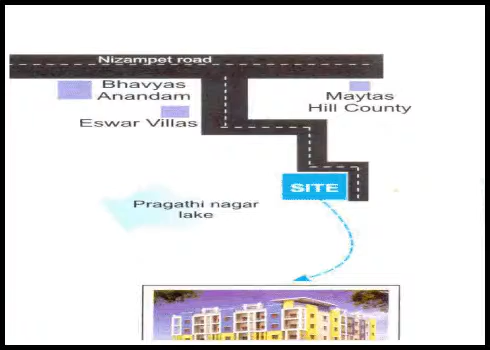 Nizampet road
Bhavyas
Anandam
Eswar Villas
Maytas
Hill County
SITE
Pragathi nagar
lake